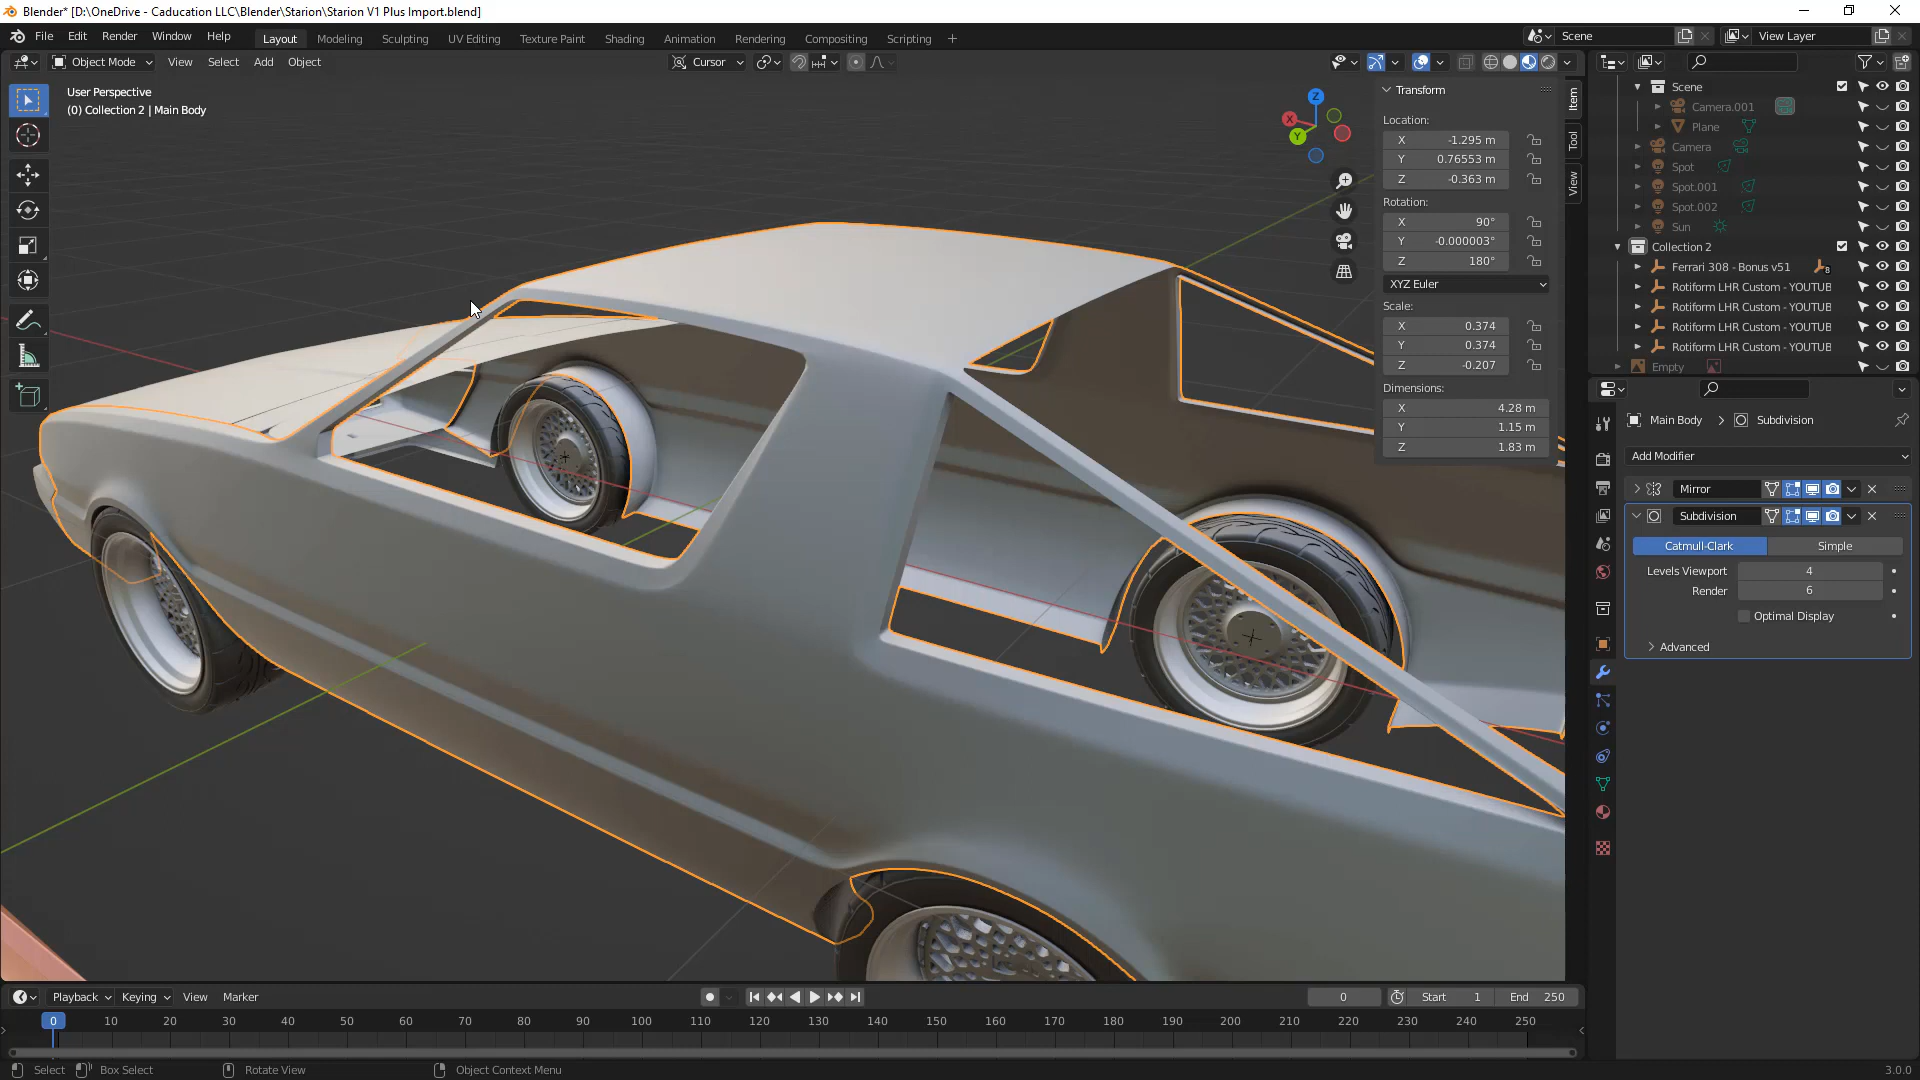 Blender* [D:\OneDrive - Caducation LLC\Blender\Starion\Starion V1 Plus Import.blend]
File Edit Render Window Help Layout Modeling Sculpting UV Editing Texture Paint Shading Animation Rendering Compositing Scripting + Scene View Layer
Object Mode View Select Add Object Cursor
User Perspective
(0) Collection 2 | Main Body
Z
X
Y
Item
Tool
View
Transform
Location:
X -1.295 m
Y 0.76553 m
Z -0.363 m
Rotation:
X 90°
Y -0.000003°
Z 180°
XYZ Euler
Scale:
X 0.374
Y 0.374
Z -0.207
Dimensions:
X 4.28 m
Y 1.15 m
Z 1.83 m
Scene
Camera.001
Plane
Camera
Spot
Spot.001
Spot.002
Sun
Collection 2
Ferrari 308 - Bonus v51 8
Rotiform LHR Custom - YOUTUB
Rotiform LHR Custom - YOUTUB
Rotiform LHR Custom - YOUTUB
Rotiform LHR Custom - YOUTUB
Empty
Main Body > Subdivision
Add Modifier
Mirror
Subdivision
Catmull-Clark Simple
Levels Viewport 4
Render 6
Optimal Display
Advanced
Playback Keying View Marker 0 Start 1 End 250
0 10 20 30 40 50 60 70 80 90 100 110 120 130 140 150 160 170 180 190 200 210 220 230 240 250
Select Box Select Rotate View Object Context Menu 3.0.0